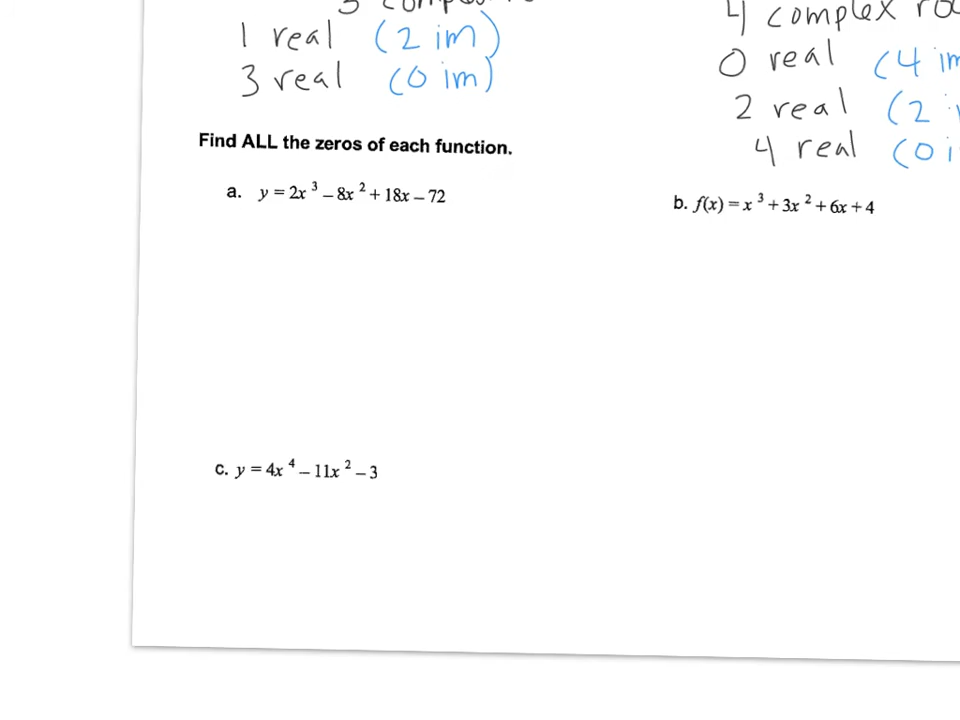 3
1 real (2 im)
3 real (0 im)
4 complex
0 real (4 im
2 real (2
4 real (0 i
Find ALL the zeros of each function.
a. y = 2x³ – 8x² + 18x – 72
b. f(x) = x³ + 3x² + 6x + 4
c. y = 4x⁴ – 11x² – 3